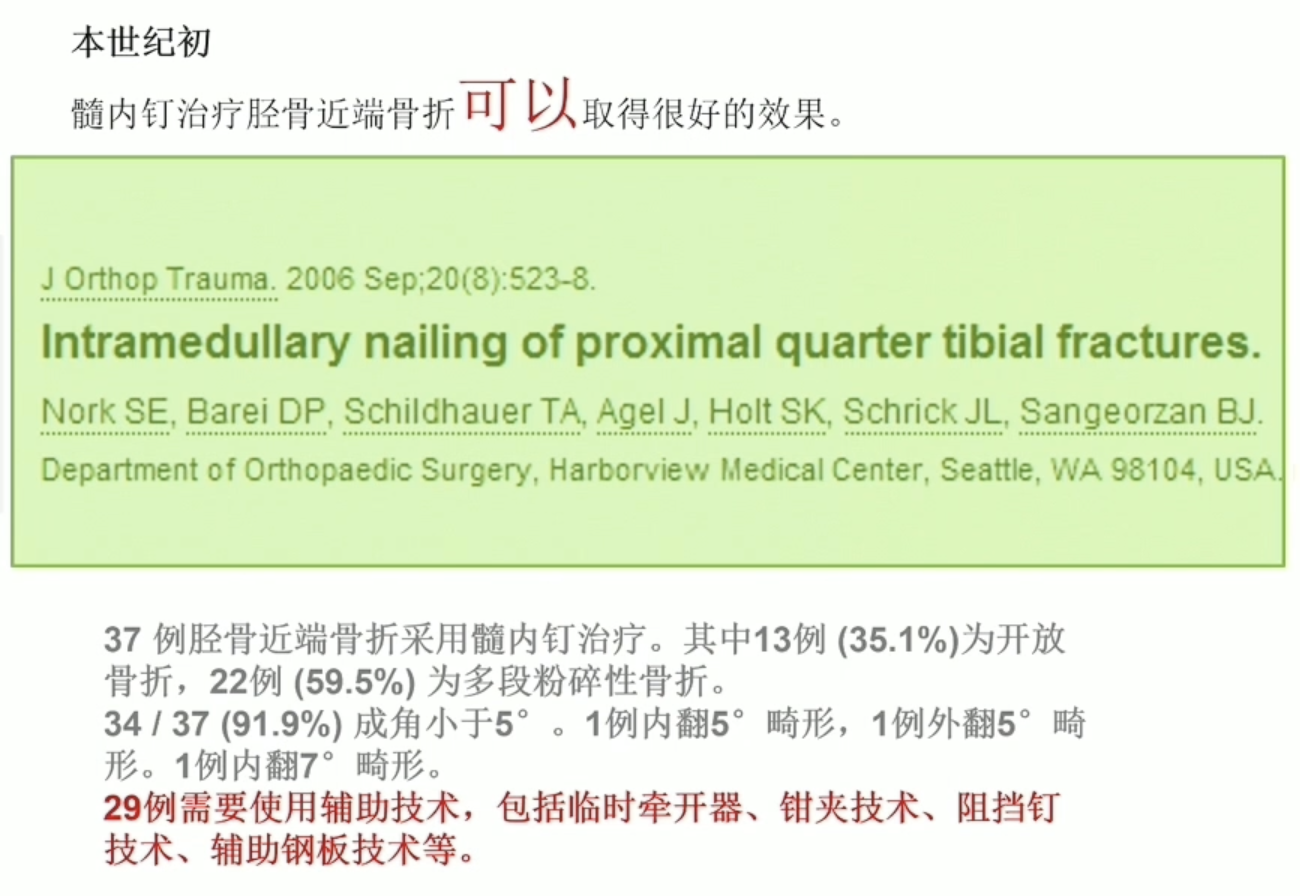 本世纪初
髓内钉治疗胫骨近端骨折可以取得很好的效果。
J Orthop Trauma. 2006 Sep;20(8):523-8.
Intramedullary nailing of proximal quarter tibial fractures.
Nork SE, Barei DP, Schildhauer TA, Agel J, Holt SK, Schrick JL, Sangeorzan BJ.
Department of Orthopaedic Surgery, Harborview Medical Center, Seattle, WA 98104, USA.
37 例胫骨近端骨折采用髓内钉治疗。其中13例 (35.1%)为开放
骨折，22例 (59.5%) 为多段粉碎性骨折。
34 / 37 (91.9%) 成角小于5° 。1例内翻5° 畸形，1例外翻5° 畸
形。1例内翻7° 畸形。
29例需要使用辅助技术，包括临时牵开器、钳夹技术、阻挡钉
技术、辅助钢板技术等。